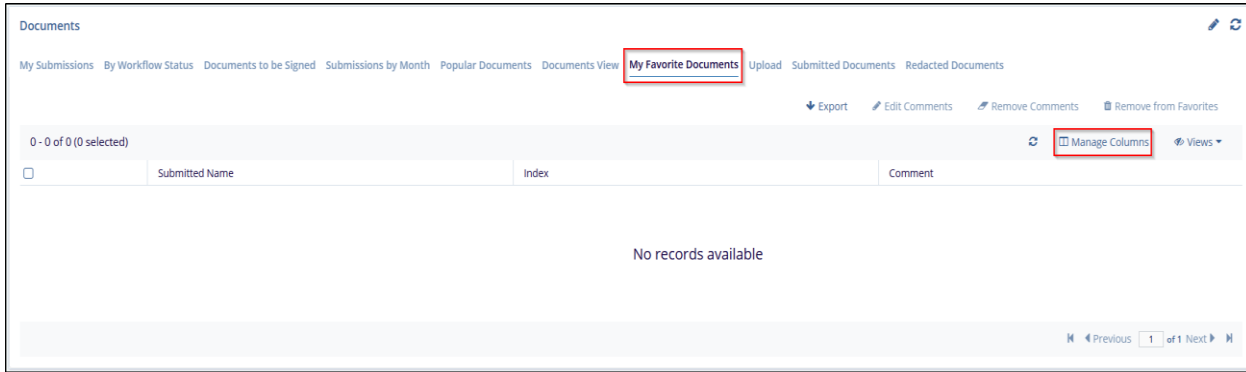 Documents
My Submissions By Workflow Status Documents to be Signed Submissions by Month Popular Documents Documents View My Favorite Documents Upload Submitted Documents Redacted Documents
Export Edit Comments Remove Comments Remove from Favorites
0 - 0 of 0 (0 selected) Manage Columns Views
Submitted Name Index Comment
No records available
Previous 1 of 1 Next